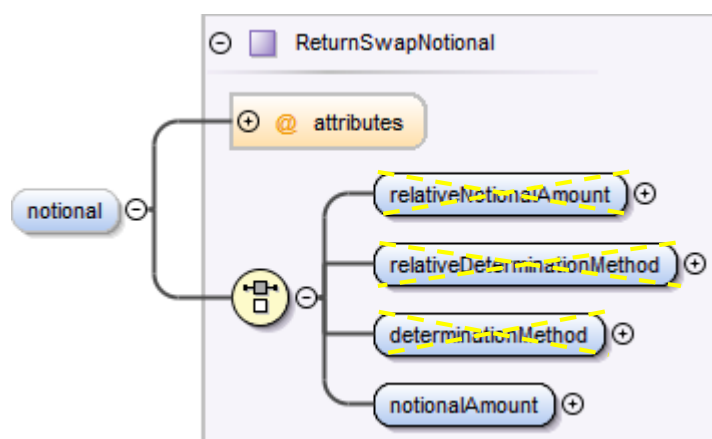 ReturnSwapNotional
@ attributes
notional
relativeNotionalAmount
relativeDeterminationMethod
determinationMethod
notionalAmount